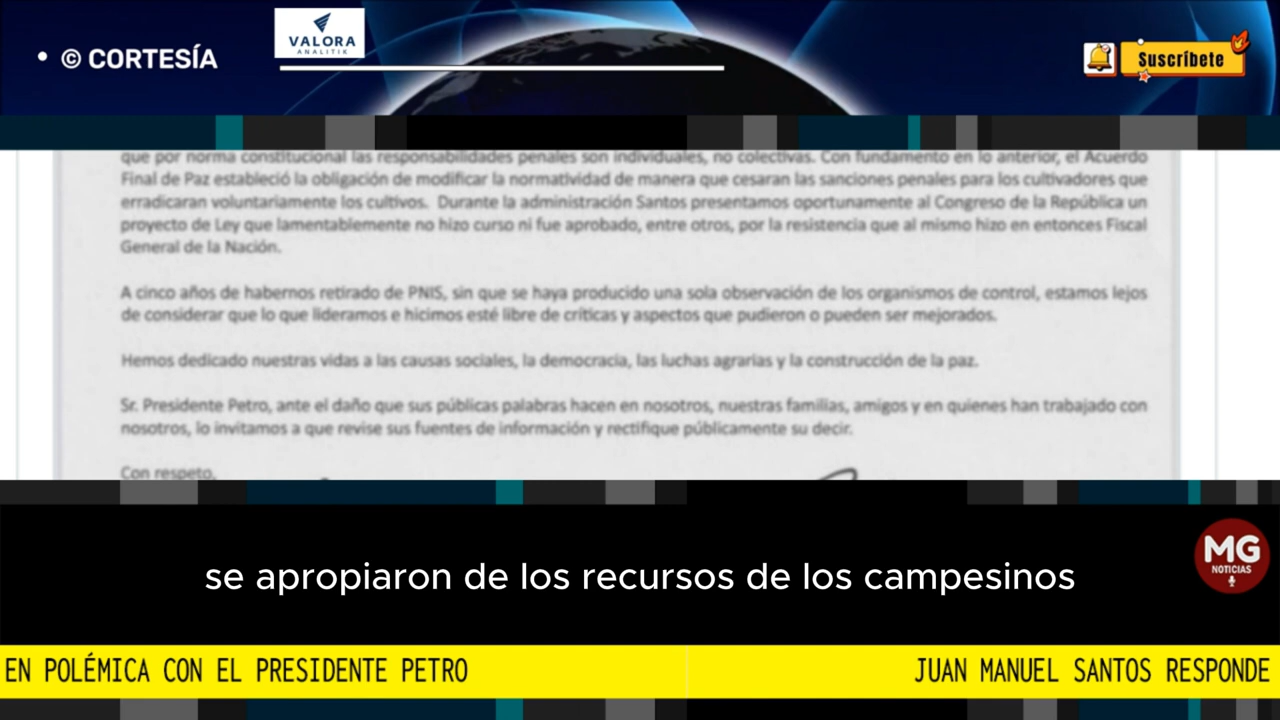 • © CORTESÍA
VALORA
ANALITIK
Suscríbete
que por norma constitucional las responsabilidades penales son individuales, no colectivas. Con fundamento en lo anterior, el Acuerdo
Final de Paz estableció la obligación de modificar la normatividad de manera que cesaran las sanciones penales para los cultivadores que
erradicaran voluntariamente los cultivos. Durante la administración Santos presentamos oportunamente al Congreso de la República un
proyecto de Ley que lamentablemente no hizo curso ni fue aprobado, entre otros, por la resistencia que al mismo hizo en entonces Fiscal
General de la Nación.
A cinco años de habernos retirado de PNIS, sin que se haya producido una sola observación de los organismos de control, estamos lejos
de considerar que lo que lideramos e hicimos esté libre de críticas y aspectos que pudieron o pueden ser mejorados.
Hemos dedicado nuestras vidas a las causas sociales, la democracia, las luchas agrarias y la construcción de la paz.
Sr. Presidente Petro, ante el daño que sus públicas palabras hacen en nosotros, nuestras familias, amigos y en quienes han trabajado con
nosotros, lo invitamos a que revise sus fuentes de información y rectifique públicamente su decir.
Con respeto,
se apropiaron de los recursos de los campesinos
MG
NOTICIAS
EN POLÉMICA CON EL PRESIDENTE PETRO
JUAN MANUEL SANTOS RESPONDE